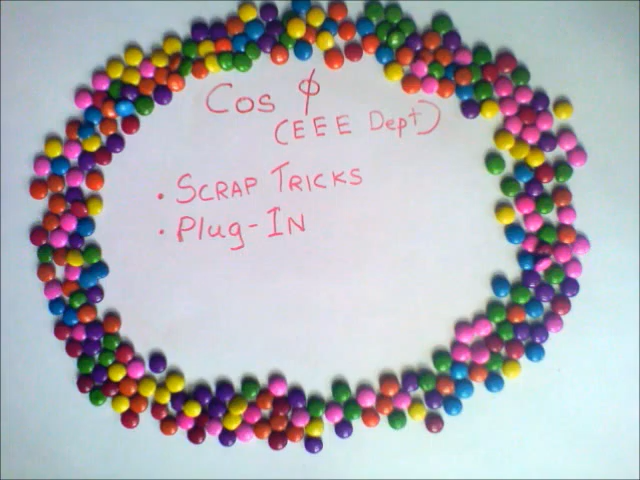 Cos φ
(EEE Dept)
• SCRAP TRICKS
• Plug-IN